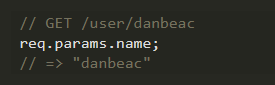 // GET /user/danbeac
req.params.name;
// => "danbeac"